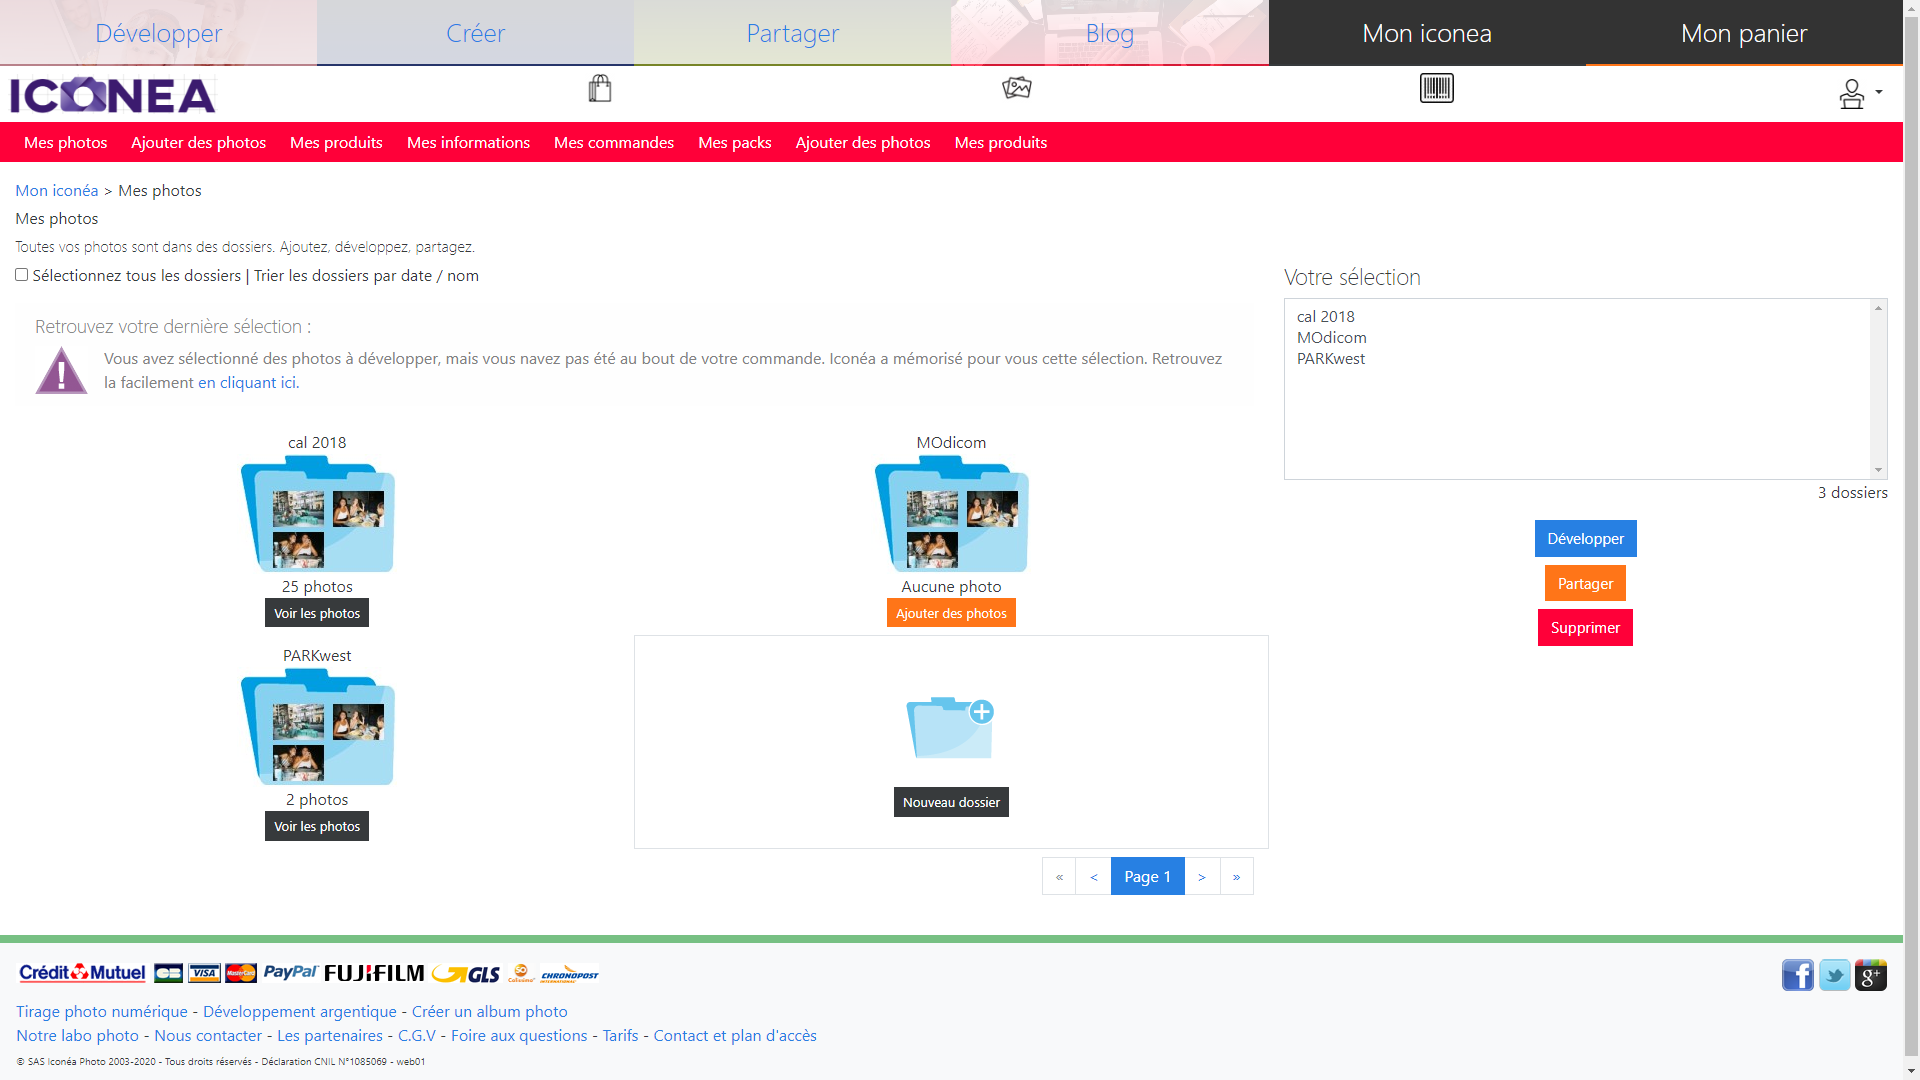 Développer
Créer
Partager
Blog
Mon iconea
Mon panier
ICONEA
Mes photos
Ajouter des photos
Mes produits
Mes informations
Mes commandes
Mes packs
Ajouter des photos
Mes produits
Mon iconéa > Mes photos
Mes photos
Toutes vos photos sont dans des dossiers. Ajoutez, développez, partagez.
Sélectionnez tous les dossiers | Trier les dossiers par date / nom
Retrouvez votre dernière sélection :
Vous avez sélectionné des photos à développer, mais vous navez pas été au bout de votre commande. Iconéa a mémorisé pour vous cette sélection. Retrouvez
la facilement en cliquant ici.
cal 2018
25 photos
Voir les photos
MOdicom
Aucune photo
Ajouter des photos
PARKwest
2 photos
Voir les photos
Nouveau dossier
« < Page 1 > »
Votre sélection
cal 2018
MOdicom
PARKwest
3 dossiers
Développer
Partager
Supprimer
Crédit Mutuel CB VISA MasterCard PayPal FUJIFILM GLS Colissimo CHRONOPOST INTERNATIONAL
Tirage photo numérique - Développement argentique - Créer un album photo
Notre labo photo - Nous contacter - Les partenaires - C.G.V - Foire aux questions - Tarifs - Contact et plan d'accès
© SAS Iconéa Photo 2003-2020 - Tous droits réservés - Déclaration CNIL N°1085069 - web01